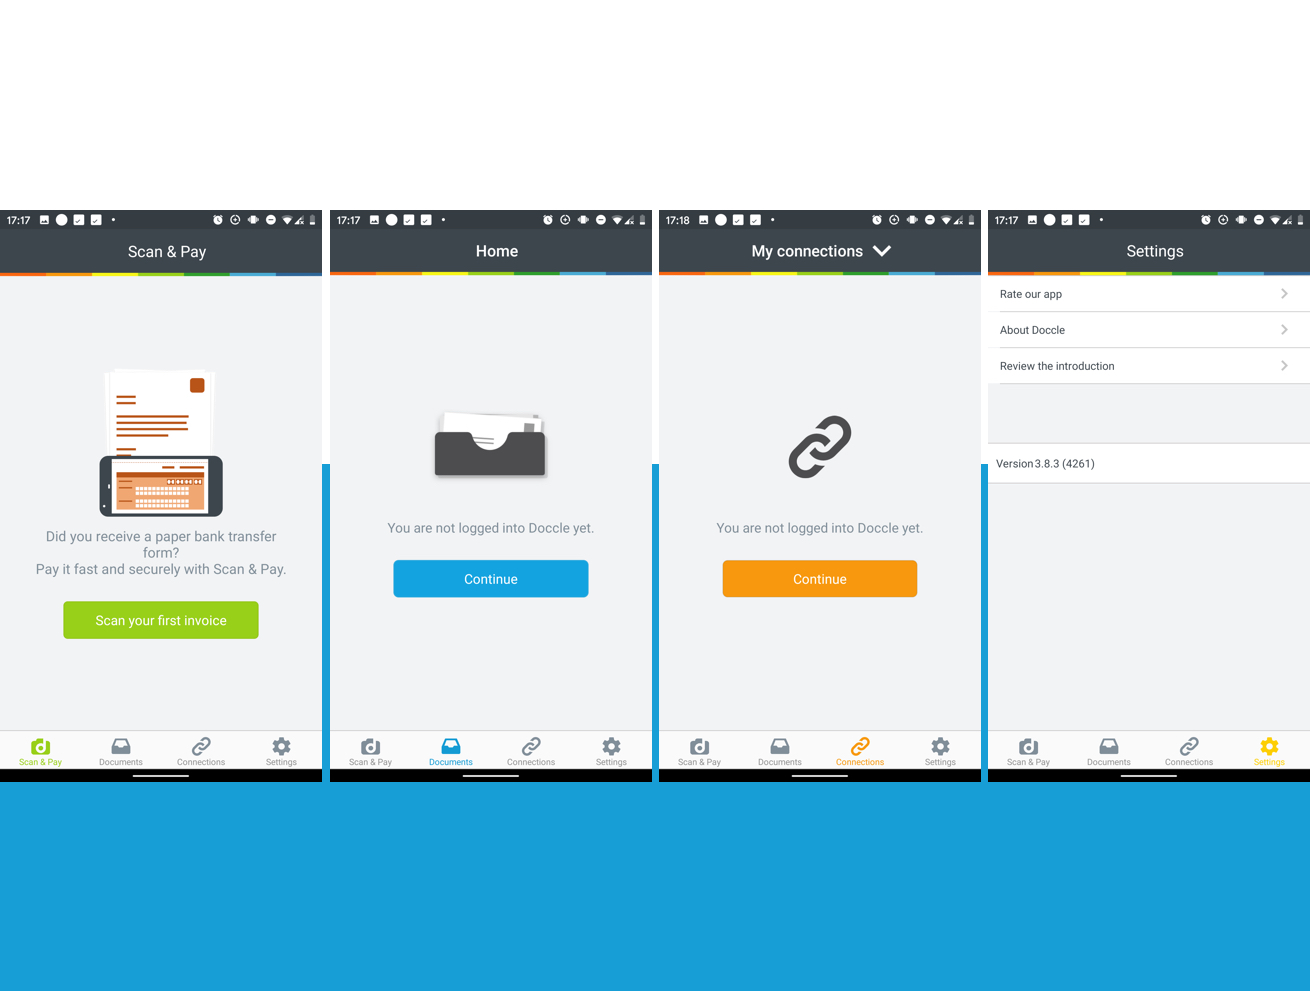 17:17
Scan & Pay
Did you receive a paper bank transfer
form?
Pay it fast and securely with Scan & Pay.
Scan your first invoice
Scan & Pay
Documents
Connections
Settings
17:17
Home
You are not logged into Doccle yet.
Continue
Scan & Pay
Documents
Connections
Settings
17:18
My connections
You are not logged into Doccle yet.
Continue
Scan & Pay
Documents
Connections
Settings
17:17
Settings
Rate our app
About Doccle
Review the introduction
Version 3.8.3 (4261)
Scan & Pay
Documents
Connections
Settings